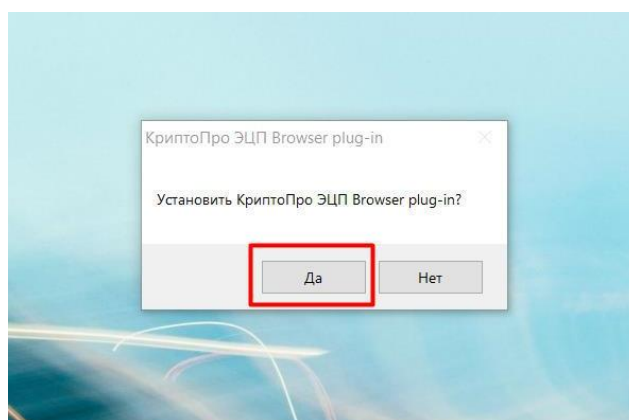 КриптоПро ЭЦП Browser plug-in
Установить КриптоПро ЭЦП Browser plug-in?
Да
Нет